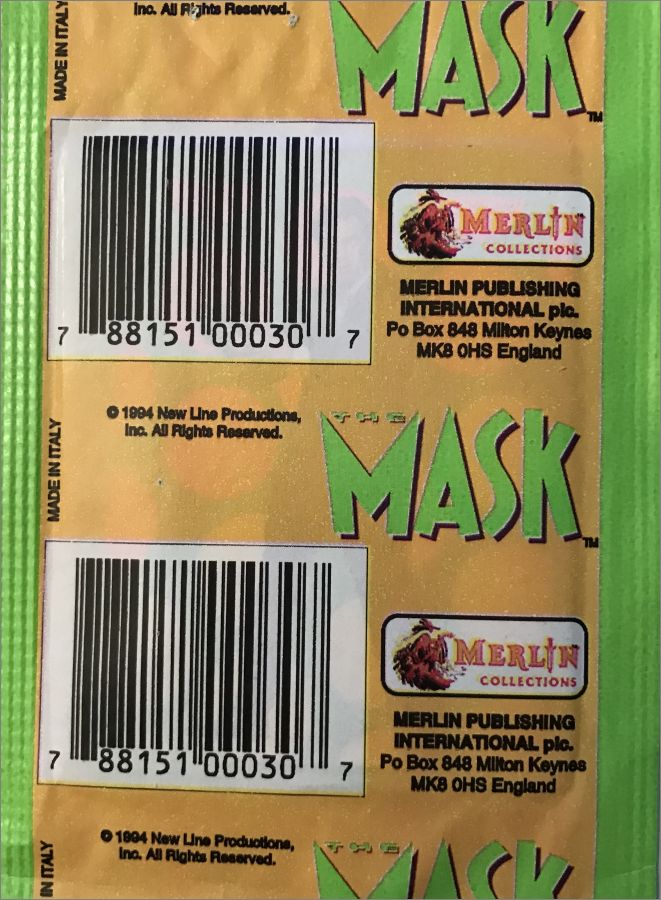 MADE IN ITALY
Inc. All Rights Reserved.
MASK™
7 88151 00030 7
MERLIN
COLLECTIONS
MERLIN PUBLISHING
INTERNATIONAL plc.
Po Box 848 Milton Keynes
MK8 0HS England
MADE IN ITALY
© 1994 New Line Productions,
Inc. All Rights Reserved.
THE
MASK™
7 88151 00030 7
MERLIN
COLLECTIONS
MERLIN PUBLISHING
INTERNATIONAL plc.
Po Box 848 Milton Keynes
MK8 0HS England
IN ITALY
© 1994 New Line Productions,
Inc. All Rights Reserved.
THE
MASK